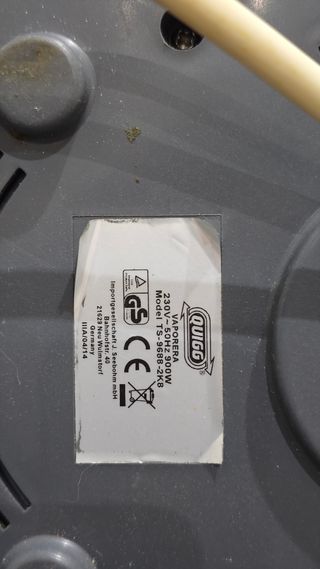 QUIGG®
VAPORERA
230V~50Hz 900W
Model TS-9688-2K8
GS CE
Importgesellschaft J. Seebohm mbH
Bahnhofstr. 40
21629 Neu Wulmstorf
Germany
IIIA/04/14